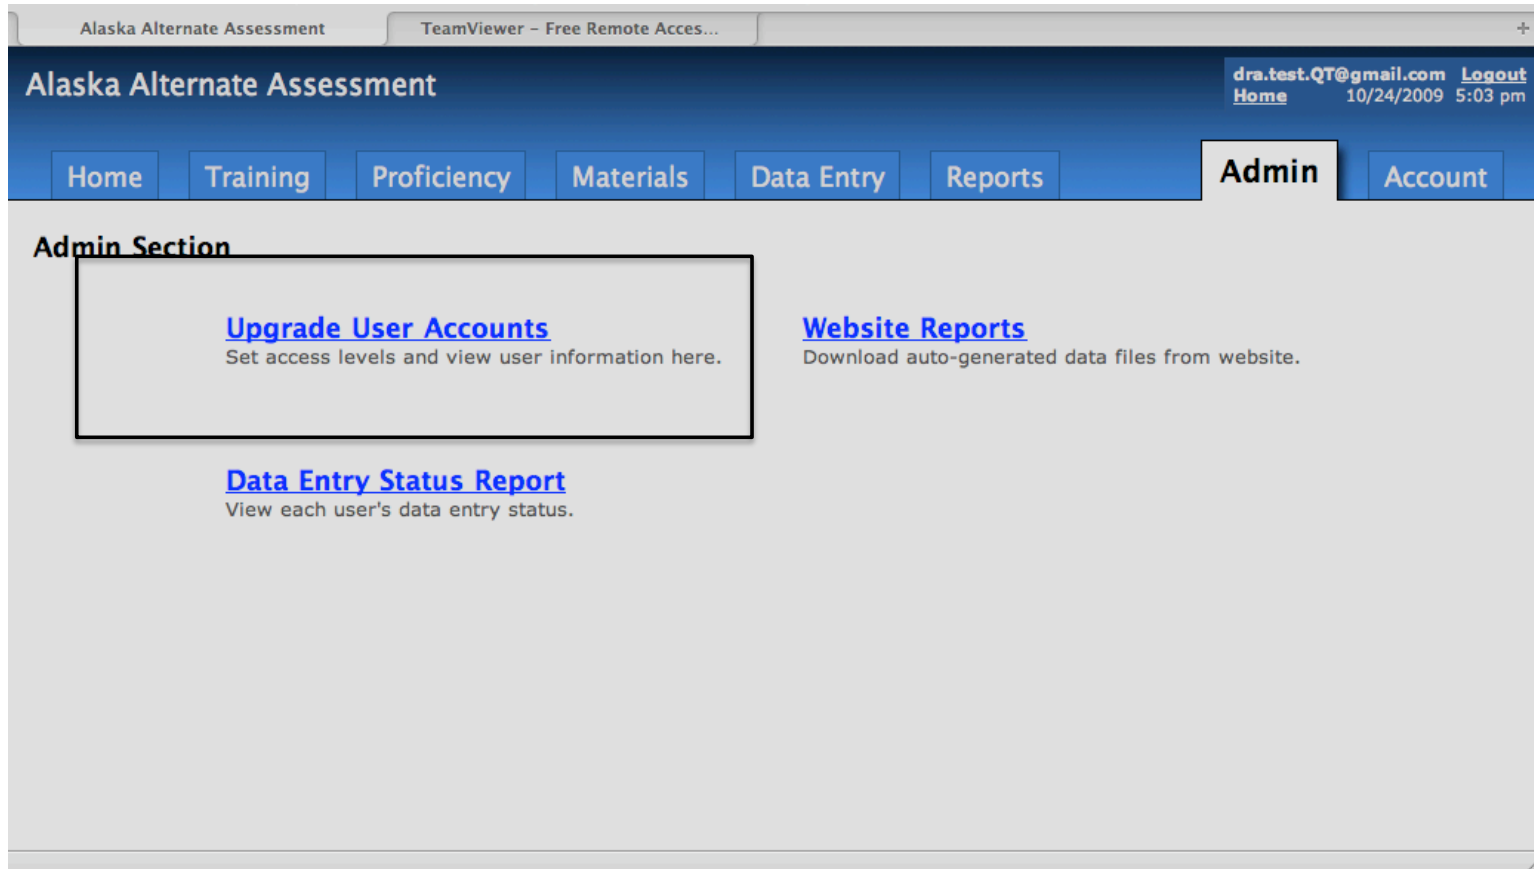 Alaska Alternate Assessment
TeamViewer – Free Remote Acces...
+
Alaska Alternate Assessment
dra.test.QT@gmail.com Logout
Home 10/24/2009 5:03 pm
Home Training Proficiency Materials Data Entry Reports Admin Account
Admin Section
Upgrade User Accounts
Set access levels and view user information here.
Website Reports
Download auto-generated data files from website.
Data Entry Status Report
View each user's data entry status.